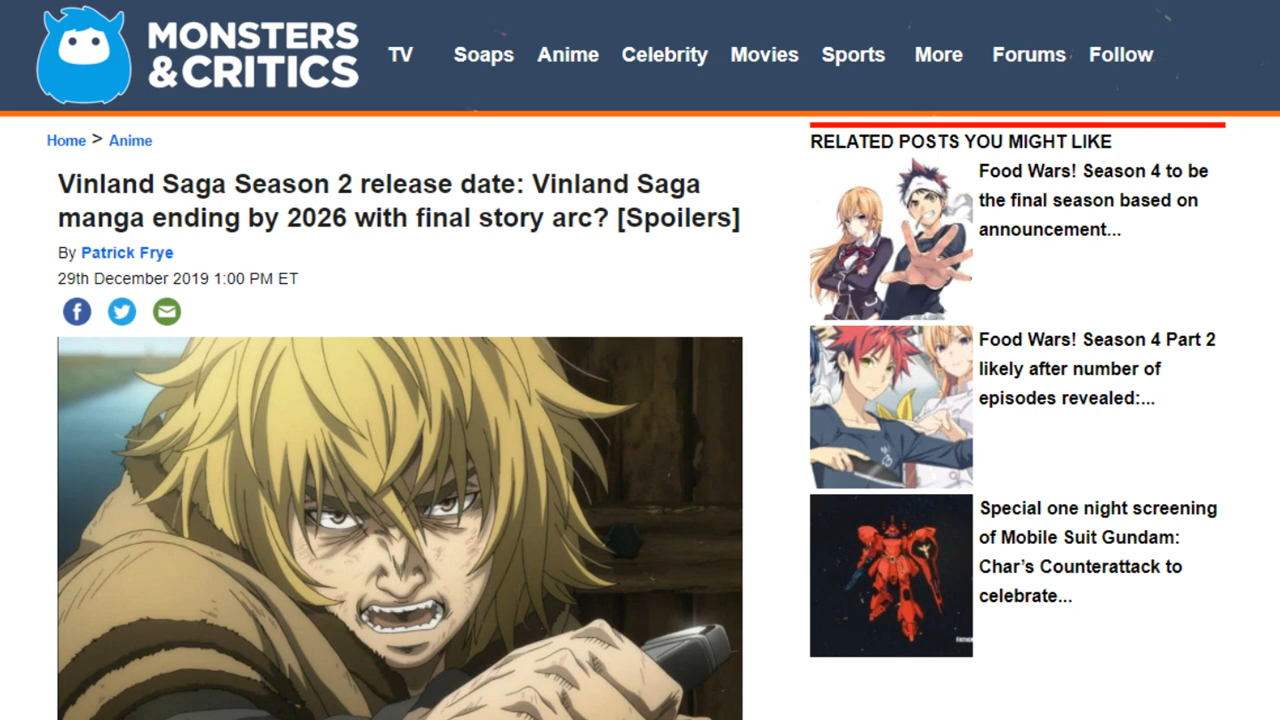 MONSTERS
&CRITICS
TV Soaps Anime Celebrity Movies Sports More Forums Follow
Home > Anime
Vinland Saga Season 2 release date: Vinland Saga
manga ending by 2026 with final story arc? [Spoilers]
By Patrick Frye
29th December 2019 1:00 PM ET
RELATED POSTS YOU MIGHT LIKE
Food Wars! Season 4 to be
the final season based on
announcement...
Food Wars! Season 4 Part 2
likely after number of
episodes revealed:...
Special one night screening
of Mobile Suit Gundam:
Char’s Counterattack to
celebrate...